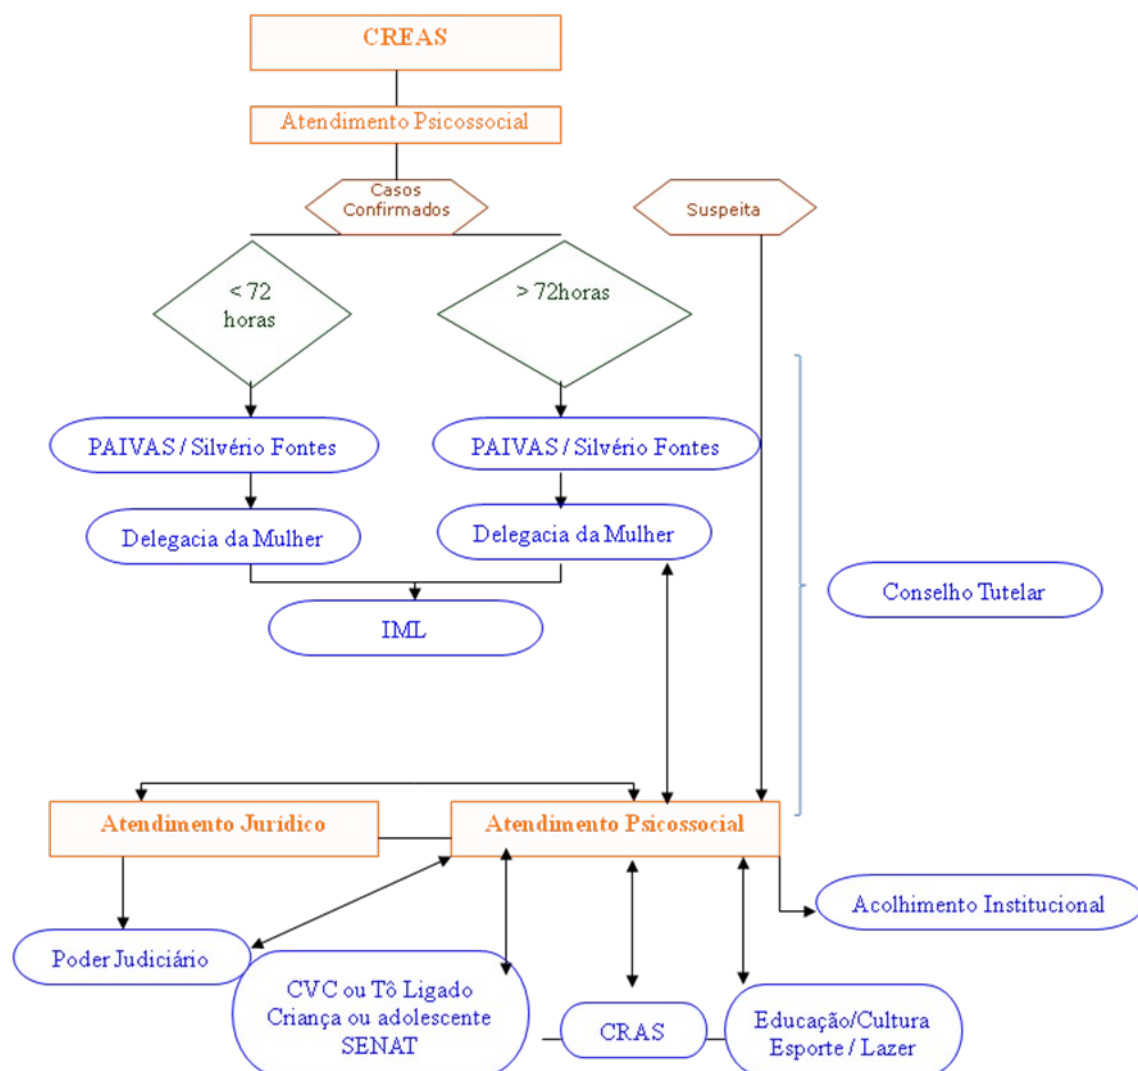 CREAS
Atendimento Psicossocial
Casos
Confirmados
Suspeita
< 72
horas
> 72horas
PAIVAS / Silvério Fontes
PAIVAS / Silvério Fontes
Delegacia da Mulher
Delegacia da Mulher
Conselho Tutelar
IML
Atendimento Jurídico
Atendimento Psicossocial
Acolhimento Institucional
Poder Judiciário
CVC ou Tô Ligado
Criança ou adolescente
SENAT
CRAS
Educação/Cultura
Esporte / Lazer